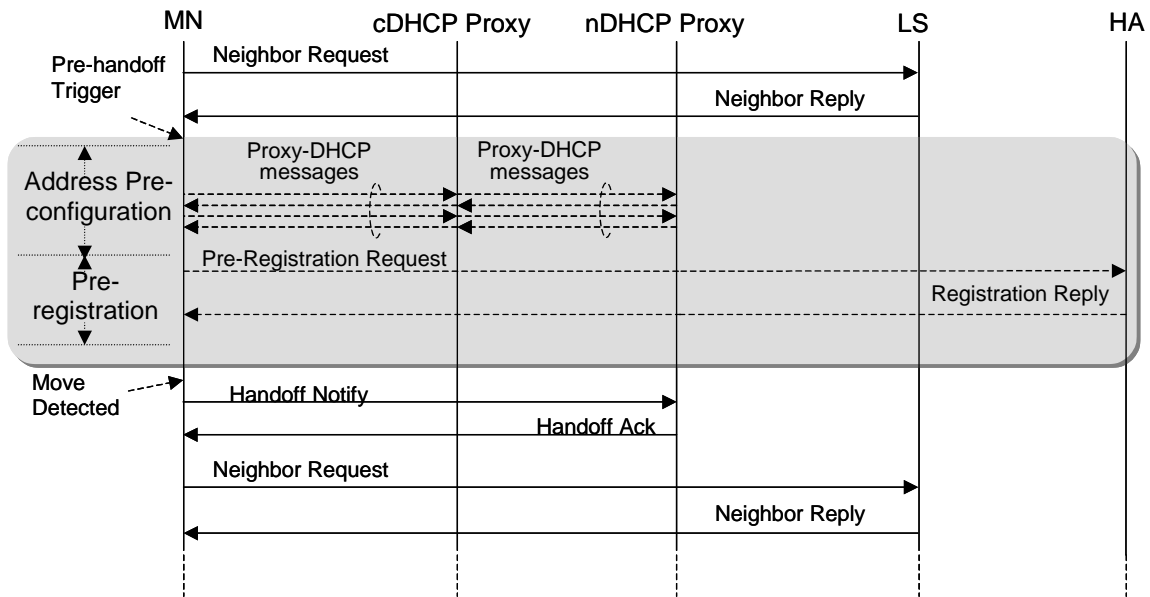 MN
cDHCP Proxy
nDHCP Proxy
LS
HA
Neighbor Request
Pre-handoff
Trigger
Neighbor Reply
Proxy-DHCP
messages
Proxy-DHCP
messages
Address Pre-
configuration
Pre-Registration Request
Pre-
registration
Registration Reply
Move
Detected
Handoff Notify
Handoff Ack
Neighbor Request
Neighbor Reply